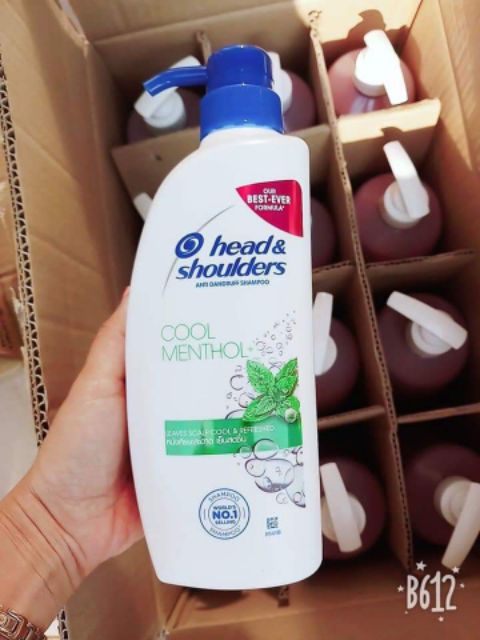 OUR
BEST-EVER
FORMULA*
head &
shoulders
ANTI DANDRUFF SHAMPOO
COOL
MENTHOL
LEAVES SCALP COOL & REFRESHED
SHAMPOO
WORLD'S
NO.1
SELLING
SHAMPOO
B612